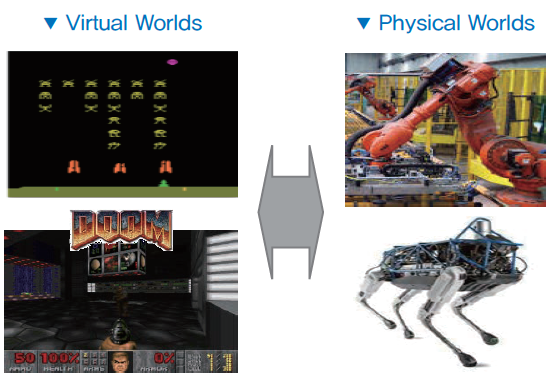 ▼ Virtual Worlds
▼ Physical Worlds
DOOM
50 100% 0%
AMMO HEALTH ARMS ARMOR